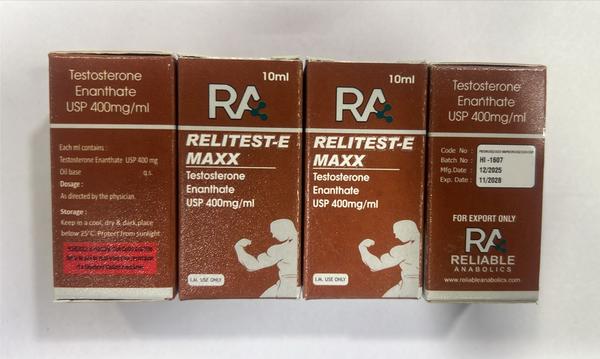 Testosterone
Enanthate
USP 400mg/ml
Each ml contains :
Testosterone Enanthate USP 400 mg
Oil base q.s.
Dosage :
As directed by the physician.
Storage :
Keep in a cool, dry & dark place
below 25°C. Protect from sunlight
10ml
RA
RELITEST-E
MAXX
Testosterone
Enanthate
USP 400mg/ml
I.M. USE ONLY
10ml
RA
RELITEST-E
MAXX
Testosterone
Enanthate
USP 400mg/ml
I.M. USE ONLY
Testosterone
Enanthate
USP 400mg/ml
Code No :
Batch No : HI -1607
Mfg.Date : 12/2025
Exp. Date : 11/2028
FOR EXPORT ONLY
RA
RELIABLE
ANABOLICS
www.reliableanabolics.com